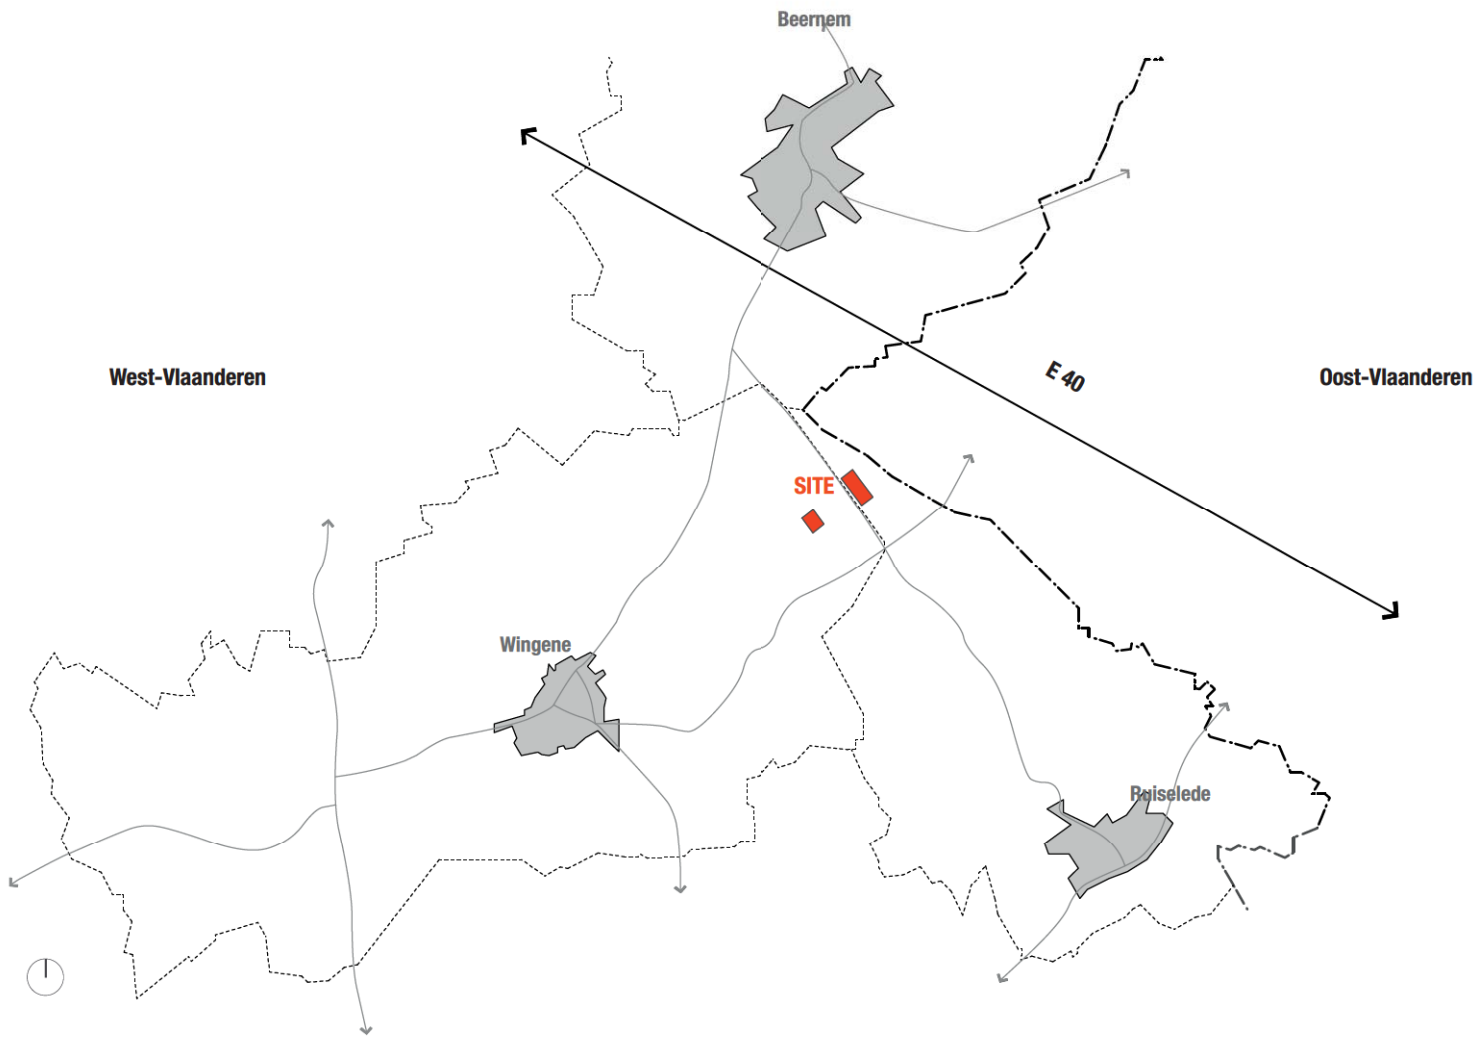 Beernem
West-Vlaanderen
E 40
Oost-Vlaanderen
SITE
Wingene
Ruiselede